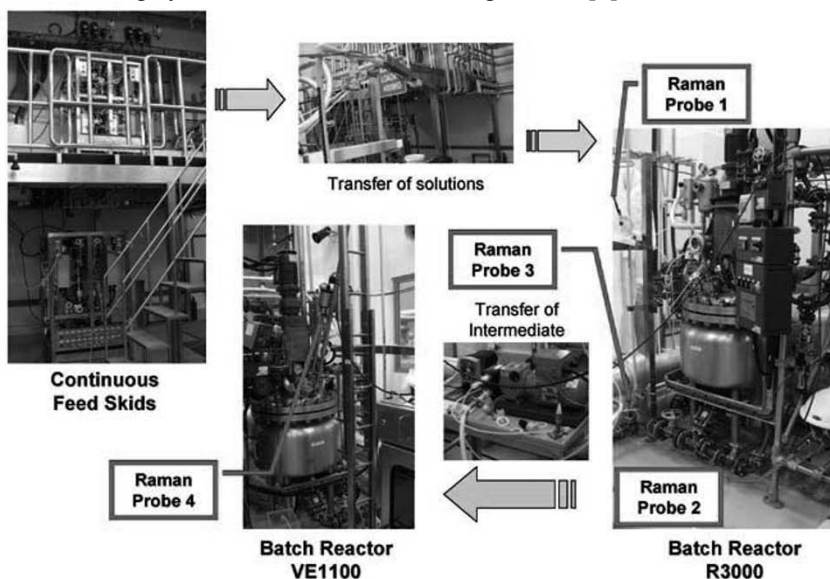 Raman
Probe 1
Transfer of solutions
Raman
Probe 3
Transfer of
Intermediate
Continuous
Feed Skids
Raman
Probe 4
Raman
Probe 2
Batch Reactor
VE1100
Batch Reactor
R3000